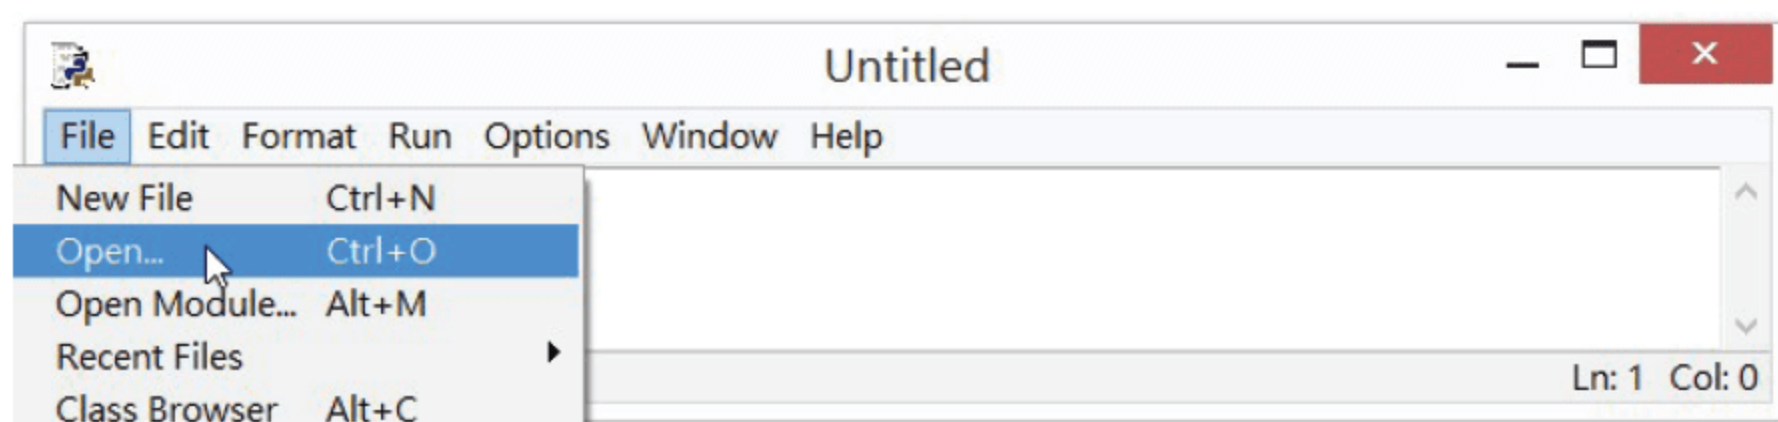 Untitled
File Edit Format Run Options Window Help
New File Ctrl+N
Open... Ctrl+O
Open Module... Alt+M
Recent Files
Class Browser Alt+C
Ln: 1 Col: 0